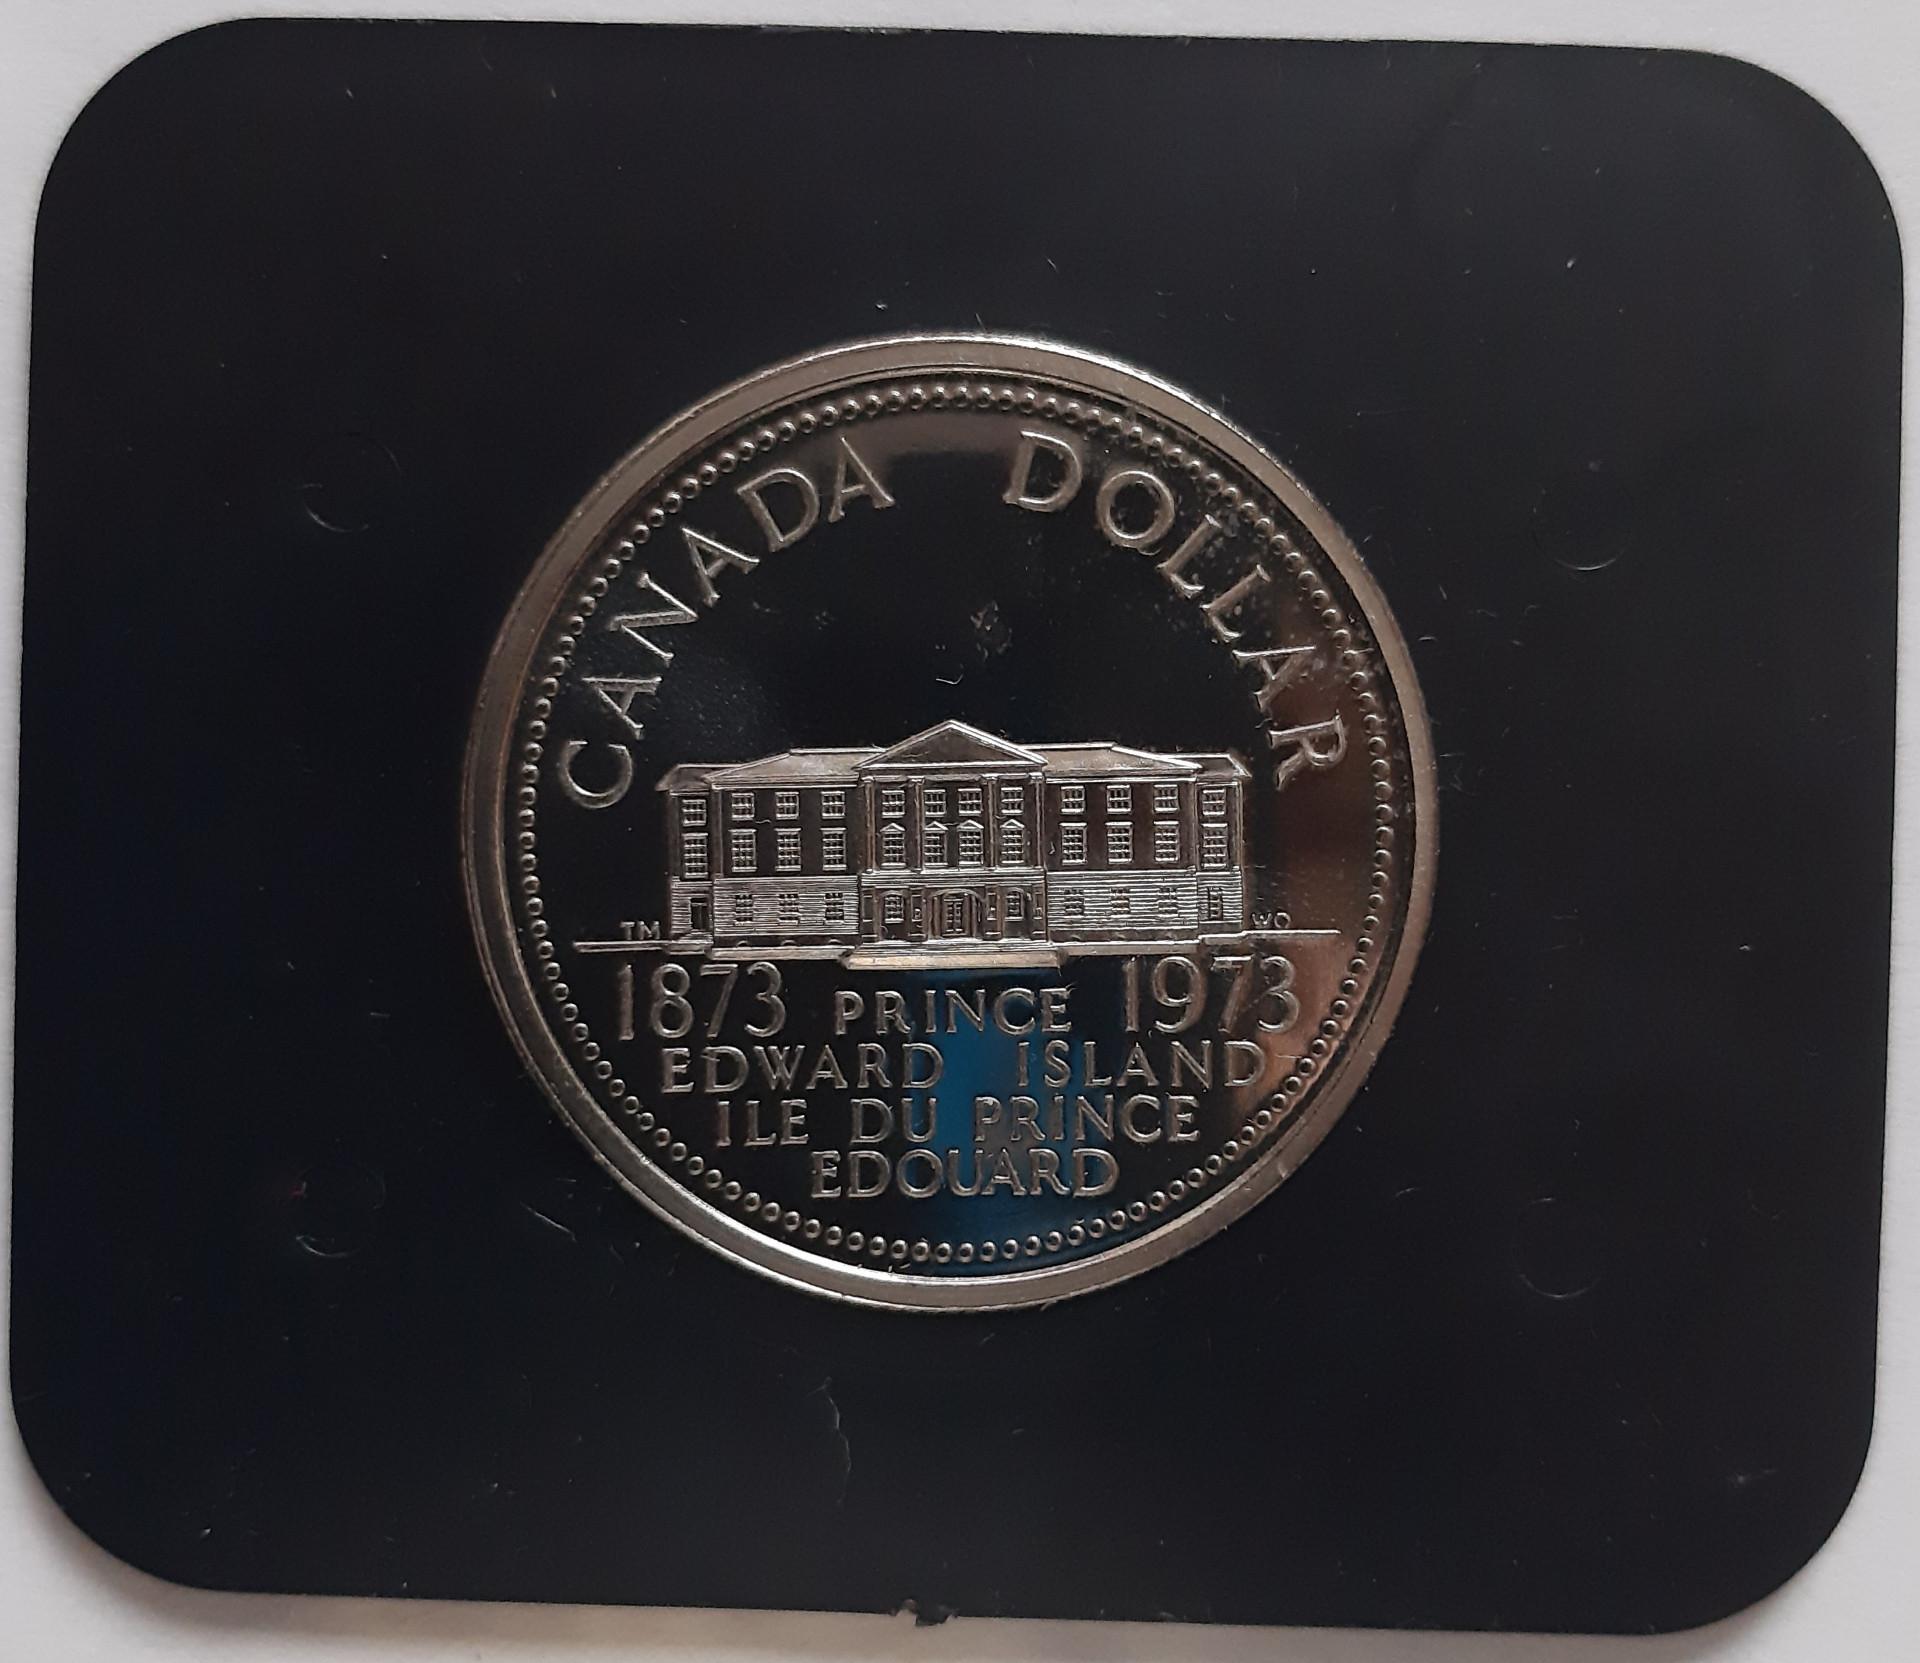 CANADA DOLLAR
TM WO
1873 PRINCE 1973
EDWARD ISLAND
ILE DU PRINCE
EDOUARD